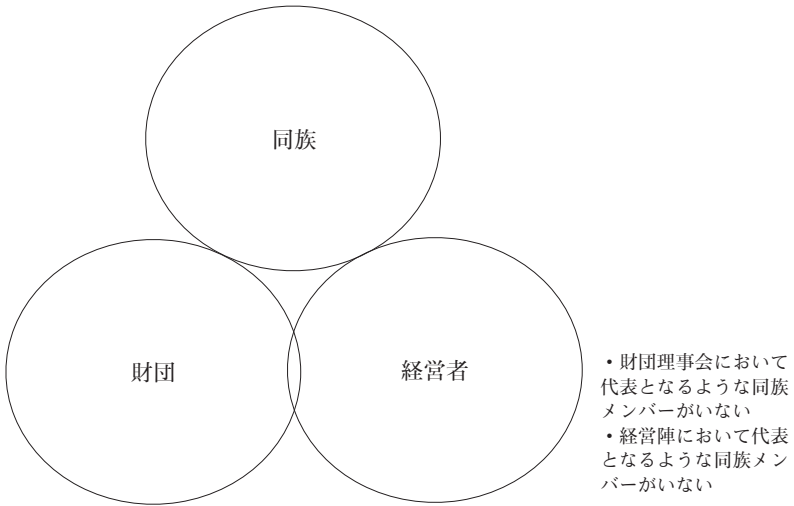 同族
財団
経営者
・財団理事会において
代表となるような同族
メンバーがいない
・経営陣において代表
となるような同族メン
バーがいない